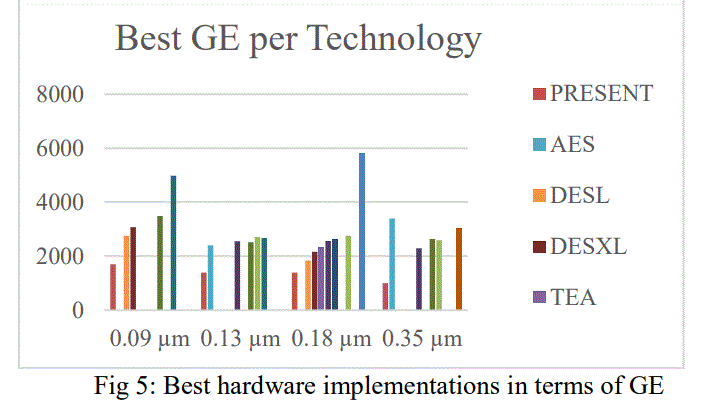 Best GE per Technology
8000
6000
4000
2000
0
0.09 µm 0.13 µm 0.18 µm 0.35 µm
PRESENT
AES
DESL
DESXL
TEA
Fig 5: Best hardware implementations in terms of GE